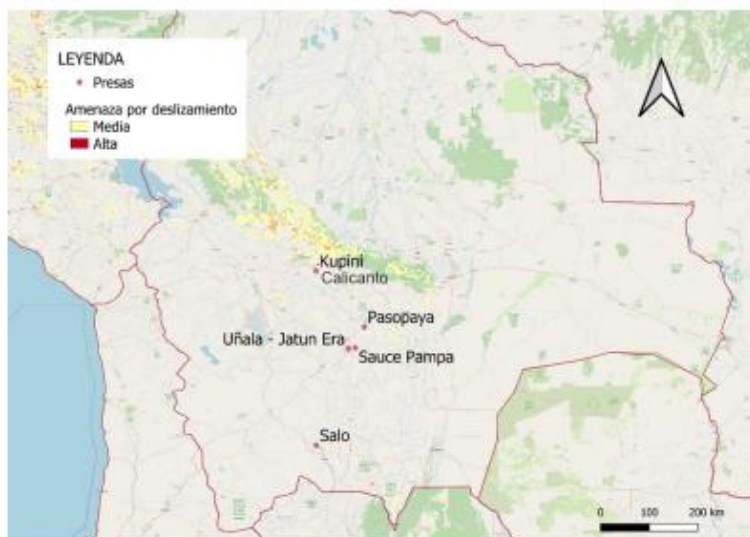 LEYENDA
Presas
Amenaza por deslizamiento
Media
Alta
Kupini
Calicanto
Pasopaya
Uñala - Jatun Era
Sauce Pampa
Salo
0 100 200 km